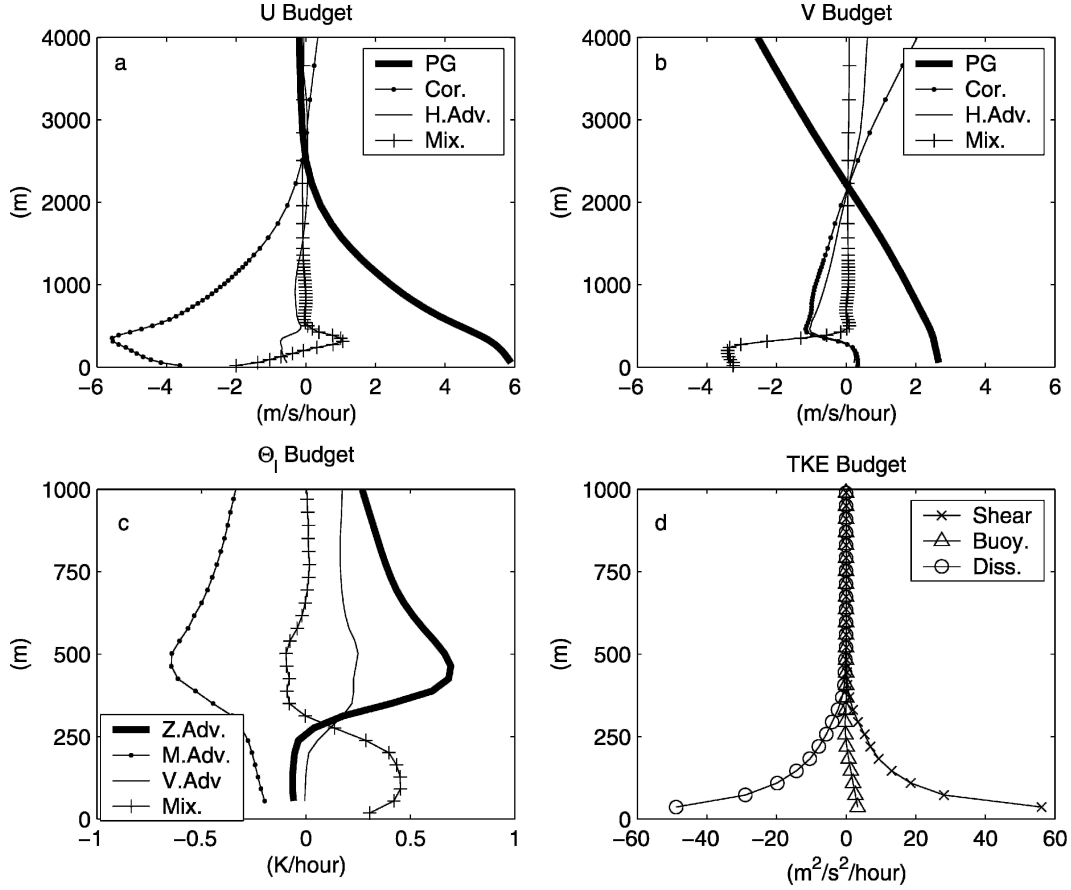 U Budget
4000
3000
2000
1000
0
(m)
a
PG
Cor.
H.Adv.
Mix.
−6 −4 −2 0 2 4 6
(m/s/hour)
V Budget
4000
3000
2000
1000
0
(m)
b
PG
Cor.
H.Adv.
Mix.
−6 −4 −2 0 2 4 6
(m/s/hour)
Θl Budget
1000
750
500
250
0
(m)
c
Z.Adv.
M.Adv.
V.Adv
Mix.
−1 −0.5 0 0.5 1
(K/hour)
TKE Budget
1000
750
500
250
0
(m)
d
Shear
Buoy.
Diss.
−60 −40 −20 0 20 40 60
(m²/s²/hour)